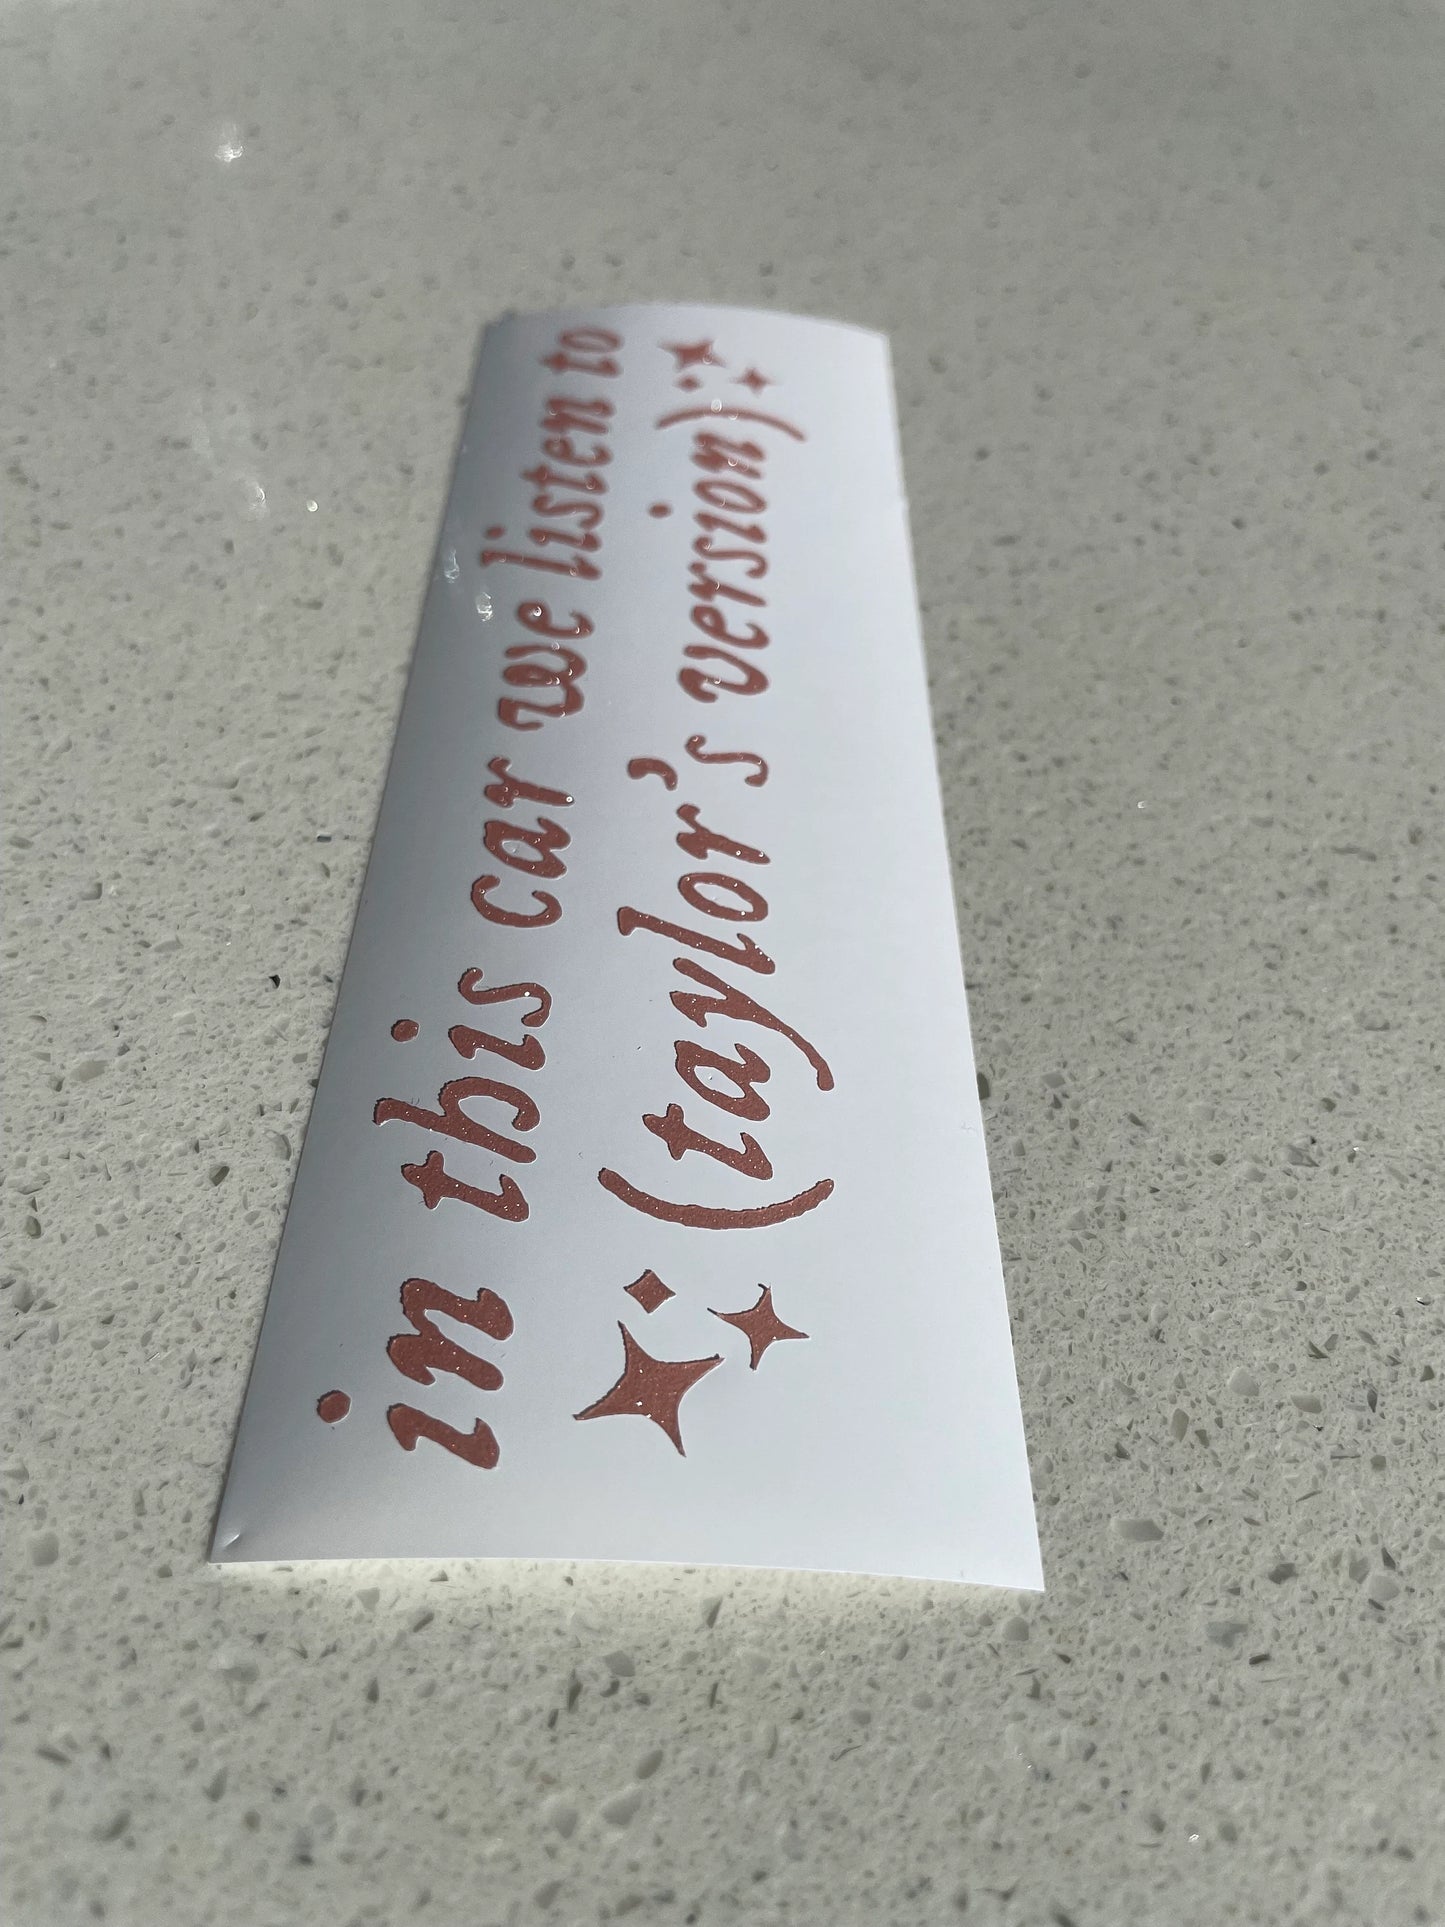 in this car we listen to
(taylor's version)